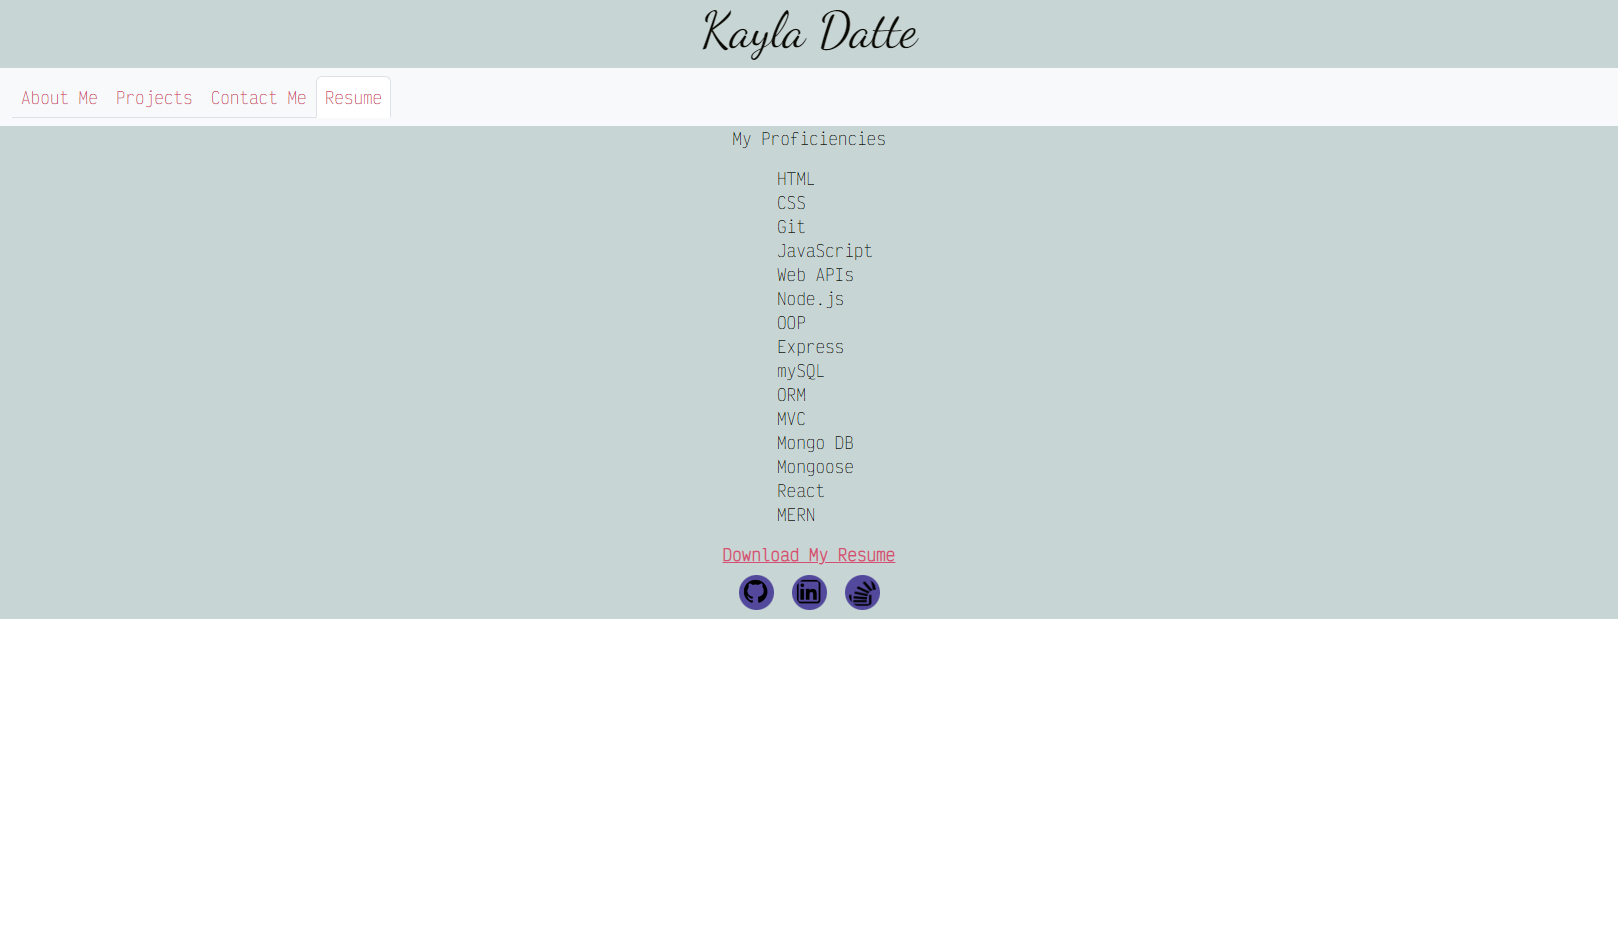 Kayla Datte
About Me Projects Contact Me Resume
My Proficiencies
HTML
CSS
Git
JavaScript
Web APIs
Node.js
OOP
Express
mySQL
ORM
MVC
Mongo DB
Mongoose
React
MERN
Download My Resume
in